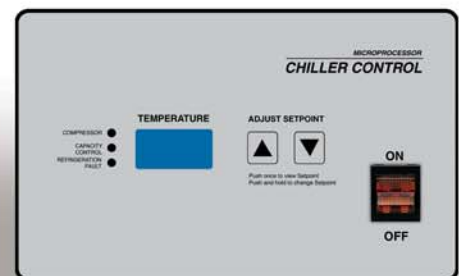 MICROPROCESSOR
CHILLER CONTROL
TEMPERATURE
ADJUST SETPOINT
COMPRESSOR
CAPACITY
CONTROL
REFRIGERATION
FAULT
Push once to view Setpoint
Push and hold to change Setpoint
ON
OFF